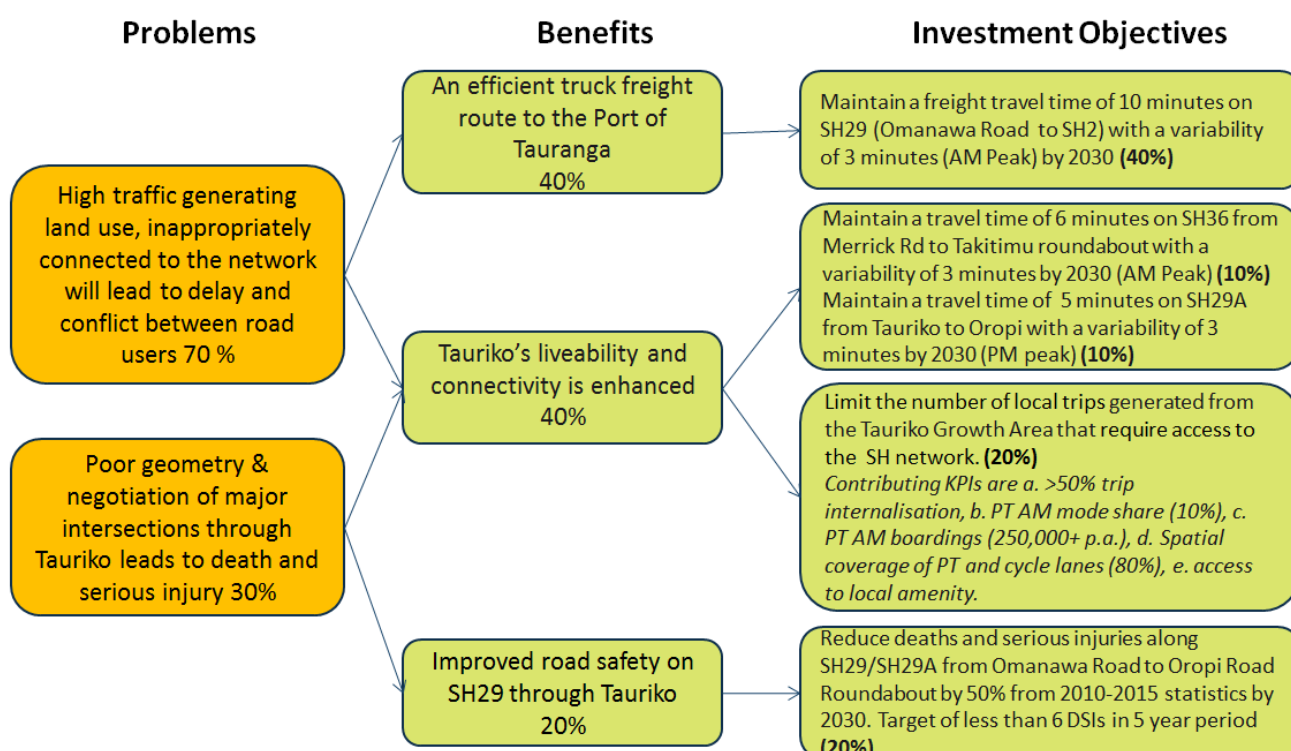 Problems
Benefits
Investment Objectives
High traffic generating
land use, inappropriately
connected to the network
will lead to delay and
conflict between road
users 70 %
Poor geometry &
negotiation of major
intersections through
Tauriko leads to death and
serious injury 30%
An efficient truck freight
route to the Port of
Tauranga
40%
Tauriko's liveability and
connectivity is enhanced
40%
Improved road safety on
SH29 through Tauriko
20%
Maintain a freight travel time of 10 minutes on
SH29 (Omanawa Road to SH2) with a variability
of 3 minutes (AM Peak) by 2030 (40%)
Maintain a travel time of 6 minutes on SH36 from
Merrick Rd to Takitimu roundabout with a
variability of 3 minutes by 2030 (AM Peak) (10%)
Maintain a travel time of 5 minutes on SH29A
from Tauriko to Oropi with a variability of 3
minutes by 2030 (PM peak) (10%)
Limit the number of local trips generated from
the Tauriko Growth Area that require access to
the SH network. (20%)
Contributing KPIs are a. >50% trip
internalisation, b. PT AM mode share (10%), c.
PT AM boardings (250,000+ p.a.), d. Spatial
coverage of PT and cycle lanes (80%), e. access
to local amenity.
Reduce deaths and serious injuries along
SH29/SH29A from Omanawa Road to Oropi Road
Roundabout by 50% from 2010-2015 statistics by
2030. Target of less than 6 DSIs in 5 year period
(20%)